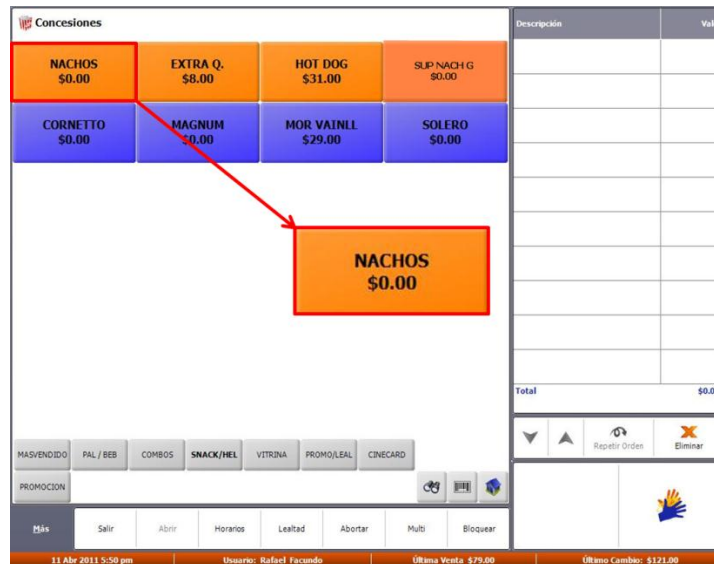 Concesiones
Descripción
Val
NACHOS
$0.00
EXTRA Q.
$8.00
HOT DOG
$31.00
SUP NACH G
$0.00
CORNETTO
$0.00
MAGNUM
$0.00
MOR VAINLL
$29.00
SOLERO
$0.00
NACHOS
$0.00
Total
$0.0
MASVENDIDO
PAL / BEB
COMBOS
SNACK/HEL
VITRINA
PROMO/LEAL
CINECARD
Repetir Orden
Eliminar
PROMOCION
Más
Salir
Abrir
Horarios
Lealtad
Abortar
Multi
Bloquear
11 Abr 2011 5:50 pm
Usuario: Rafael Facundo
Última Venta $79.00
Último Cambio: $121.00